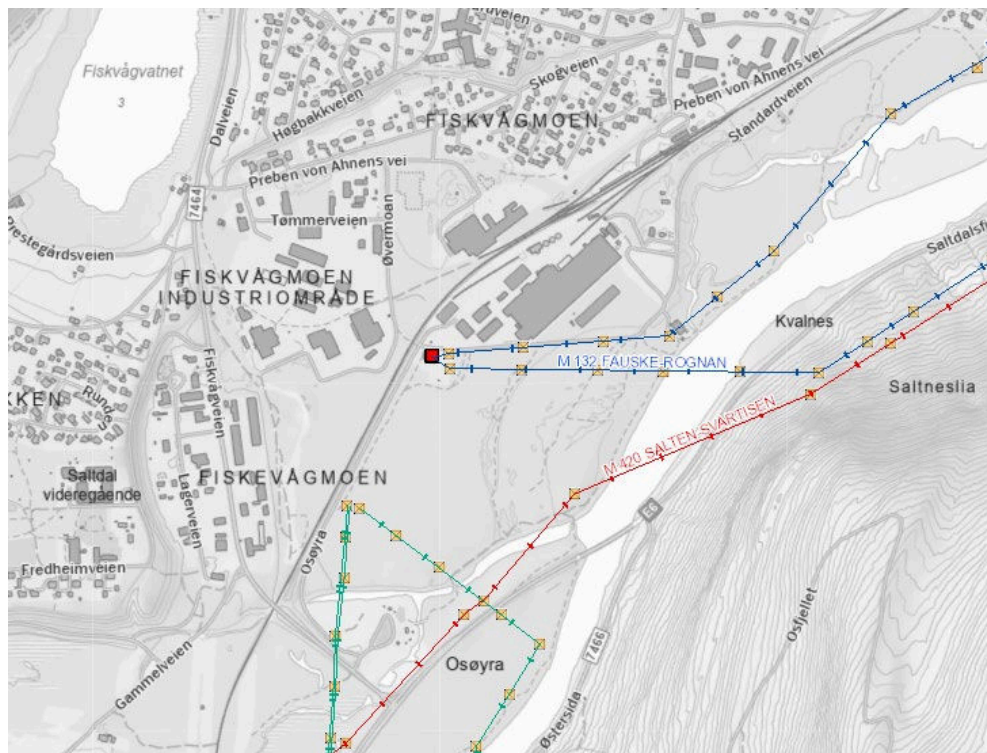 Fiskvågvatnet
3
Dalveien
Høgbakkveien
Skogveien
Preben von Ahnens vei
FISKVÅGMOEN
Standardveien
Preben von Ahnens vei
7464
Tømmerveien
Øvermoan
Prestegårdsveien
FISKVÅGMOEN
INDUSTRIOMRÅDE
Saltdalsf
Kvalnes
M 132 FAUSKE-ROGNAN
Saltneslia
Fiskvågveien
KKEN
Rundes
M 420 SALTEN-SVARTISEN
Saltdal
videregående
FISKEVÅGMOEN
Lagerveien
E6
Osøyra
Fredheimveien
Osfjellet
7466
Osøyra
Gammelveien
Østersida